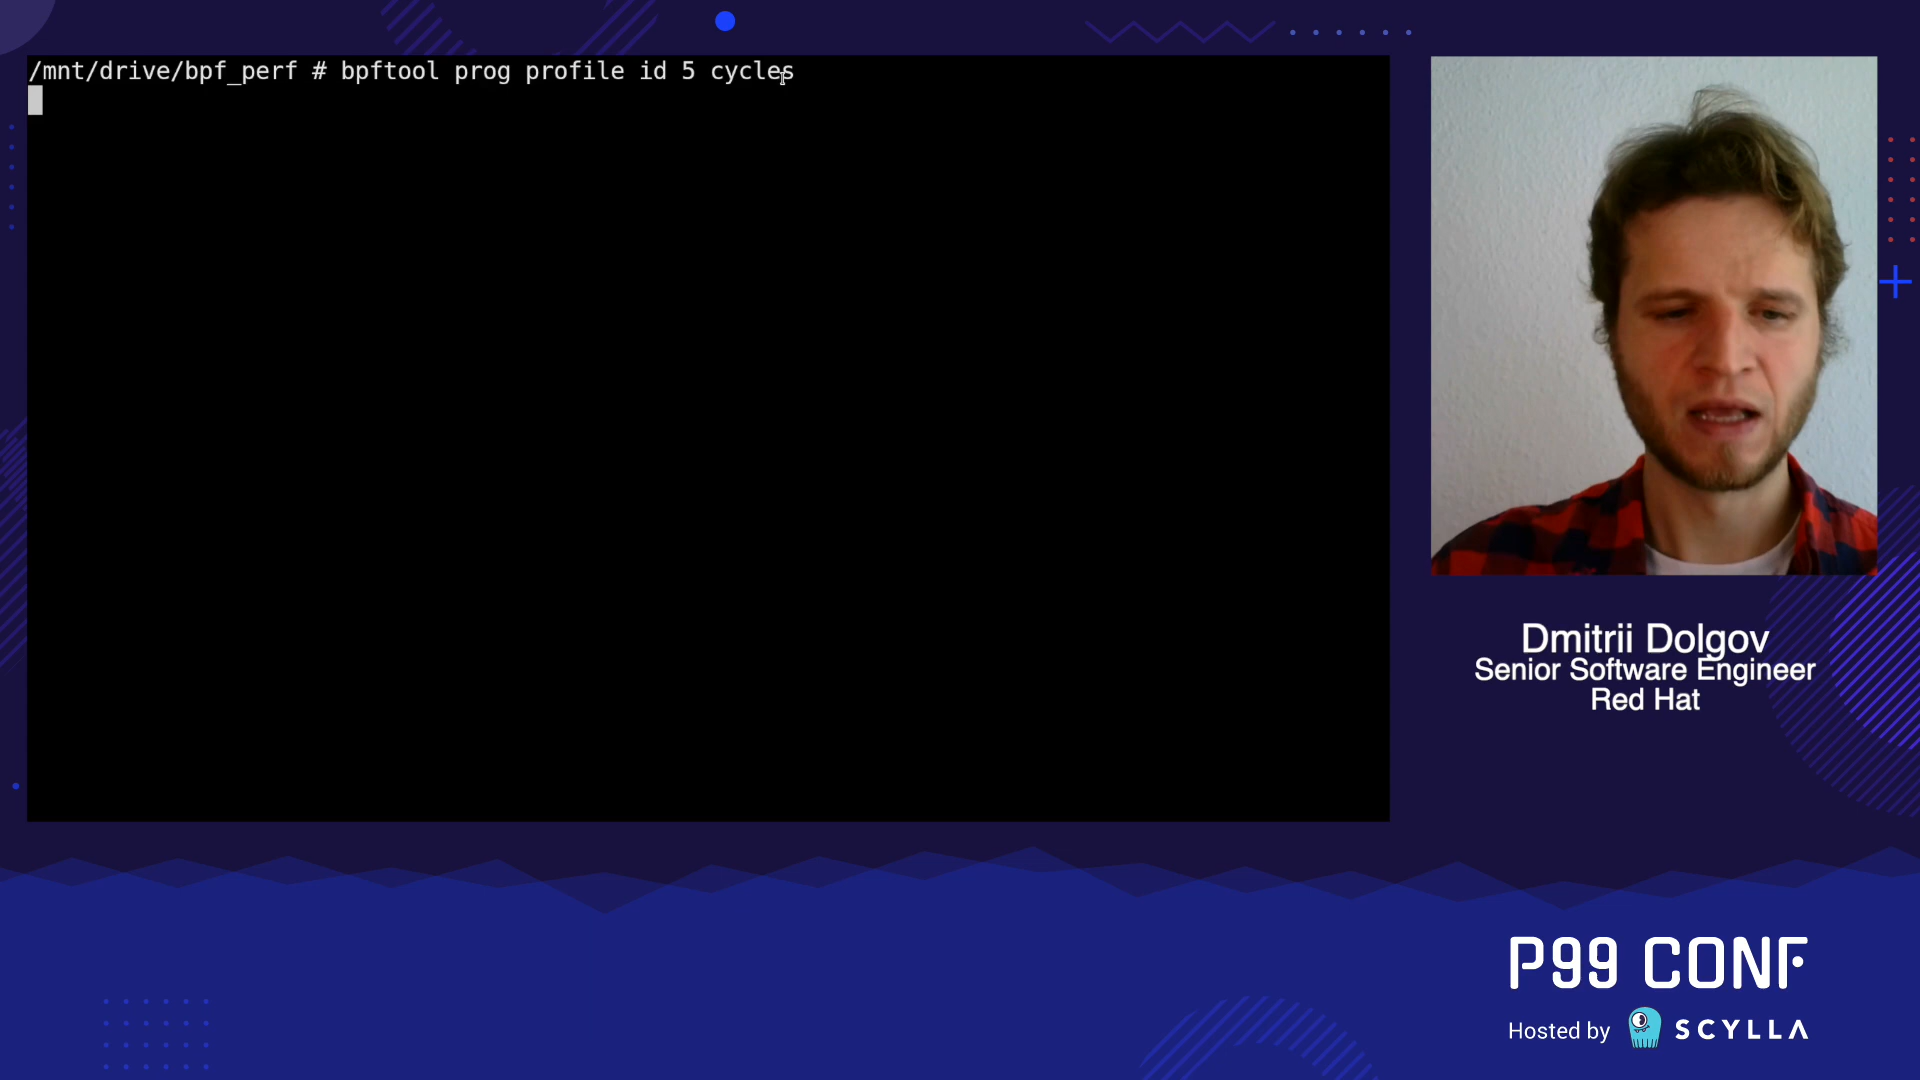 /mnt/drive/bpf_perf # bpftool prog profile id 5 cycles
Dmitrii Dolgov
Senior Software Engineer
Red Hat
P99 CONF
Hosted by SCYLLA